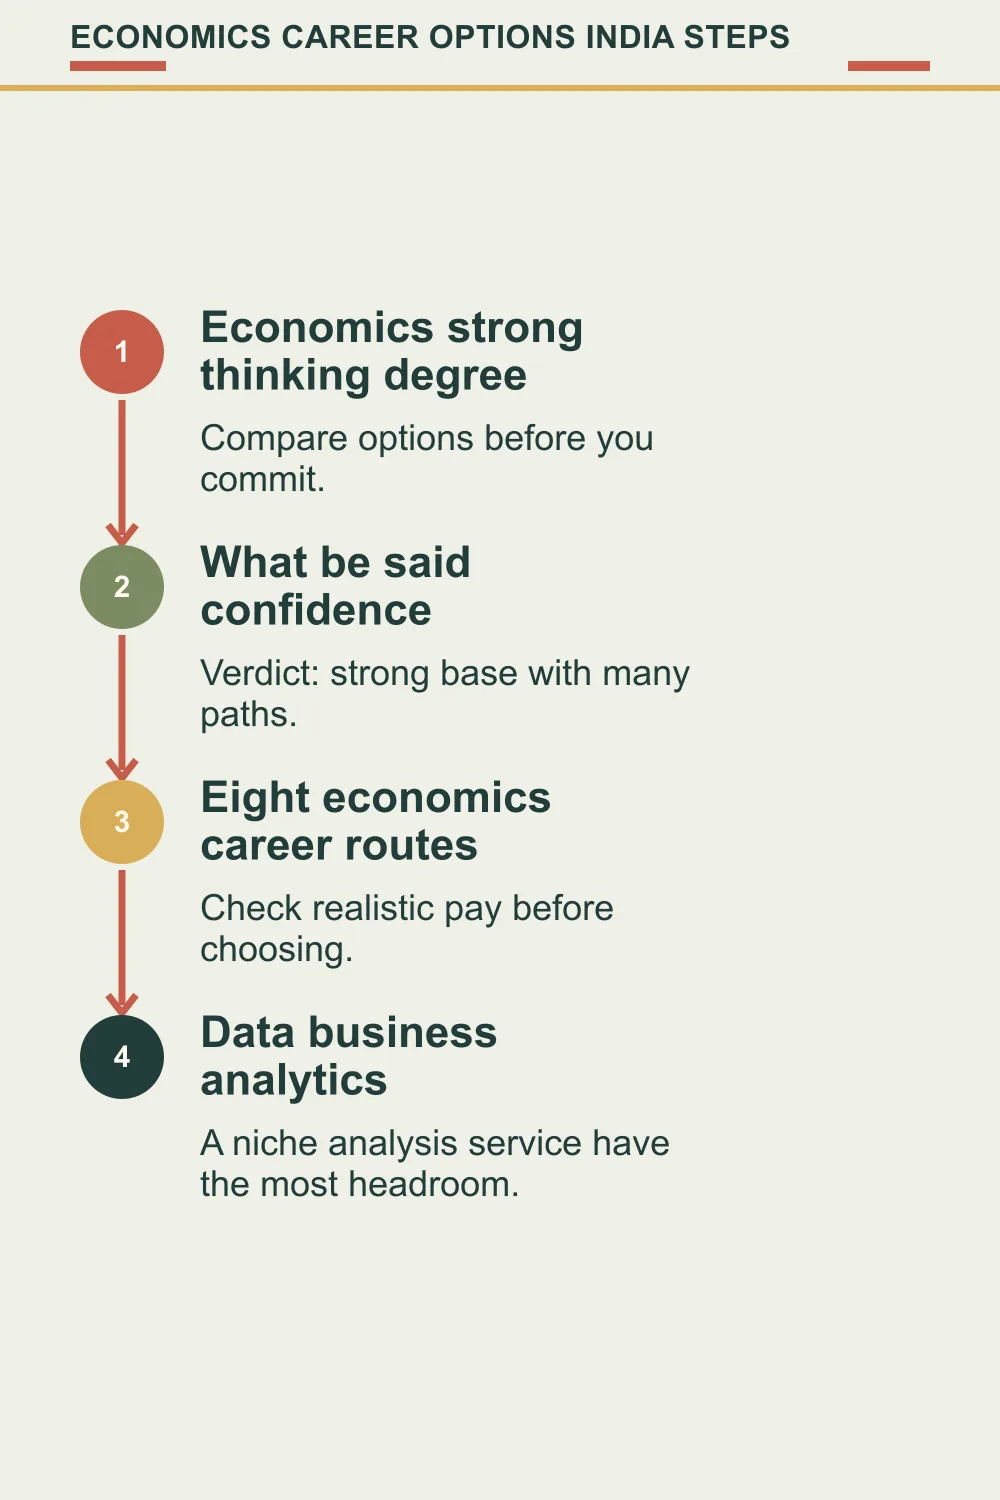 ECONOMICS CAREER OPTIONS INDIA STEPS
1
Economics strong
thinking degree
Compare options before you
commit.
2
What be said
confidence
Verdict: strong base with many
paths.
3
Eight economics
career routes
Check realistic pay before
choosing.
4
Data business
analytics
A niche analysis service have
the most headroom.